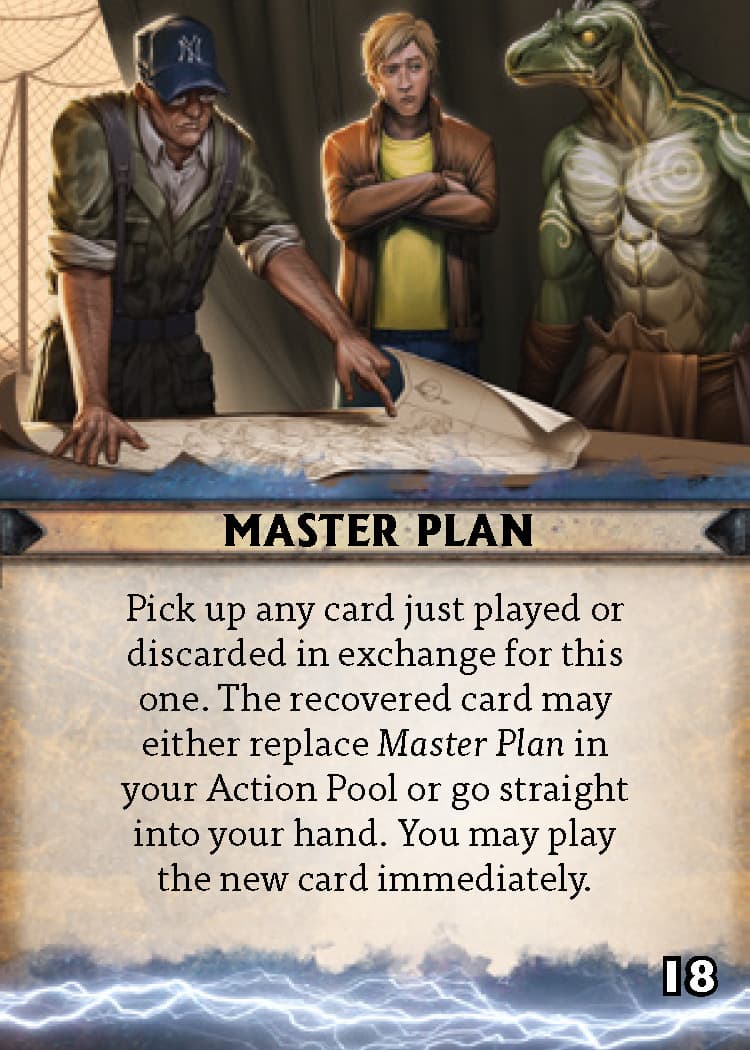 NY
MASTER PLAN
Pick up any card just played or
discarded in exchange for this
one. The recovered card may
either replace Master Plan in
your Action Pool or go straight
into your hand. You may play
the new card immediately.
18